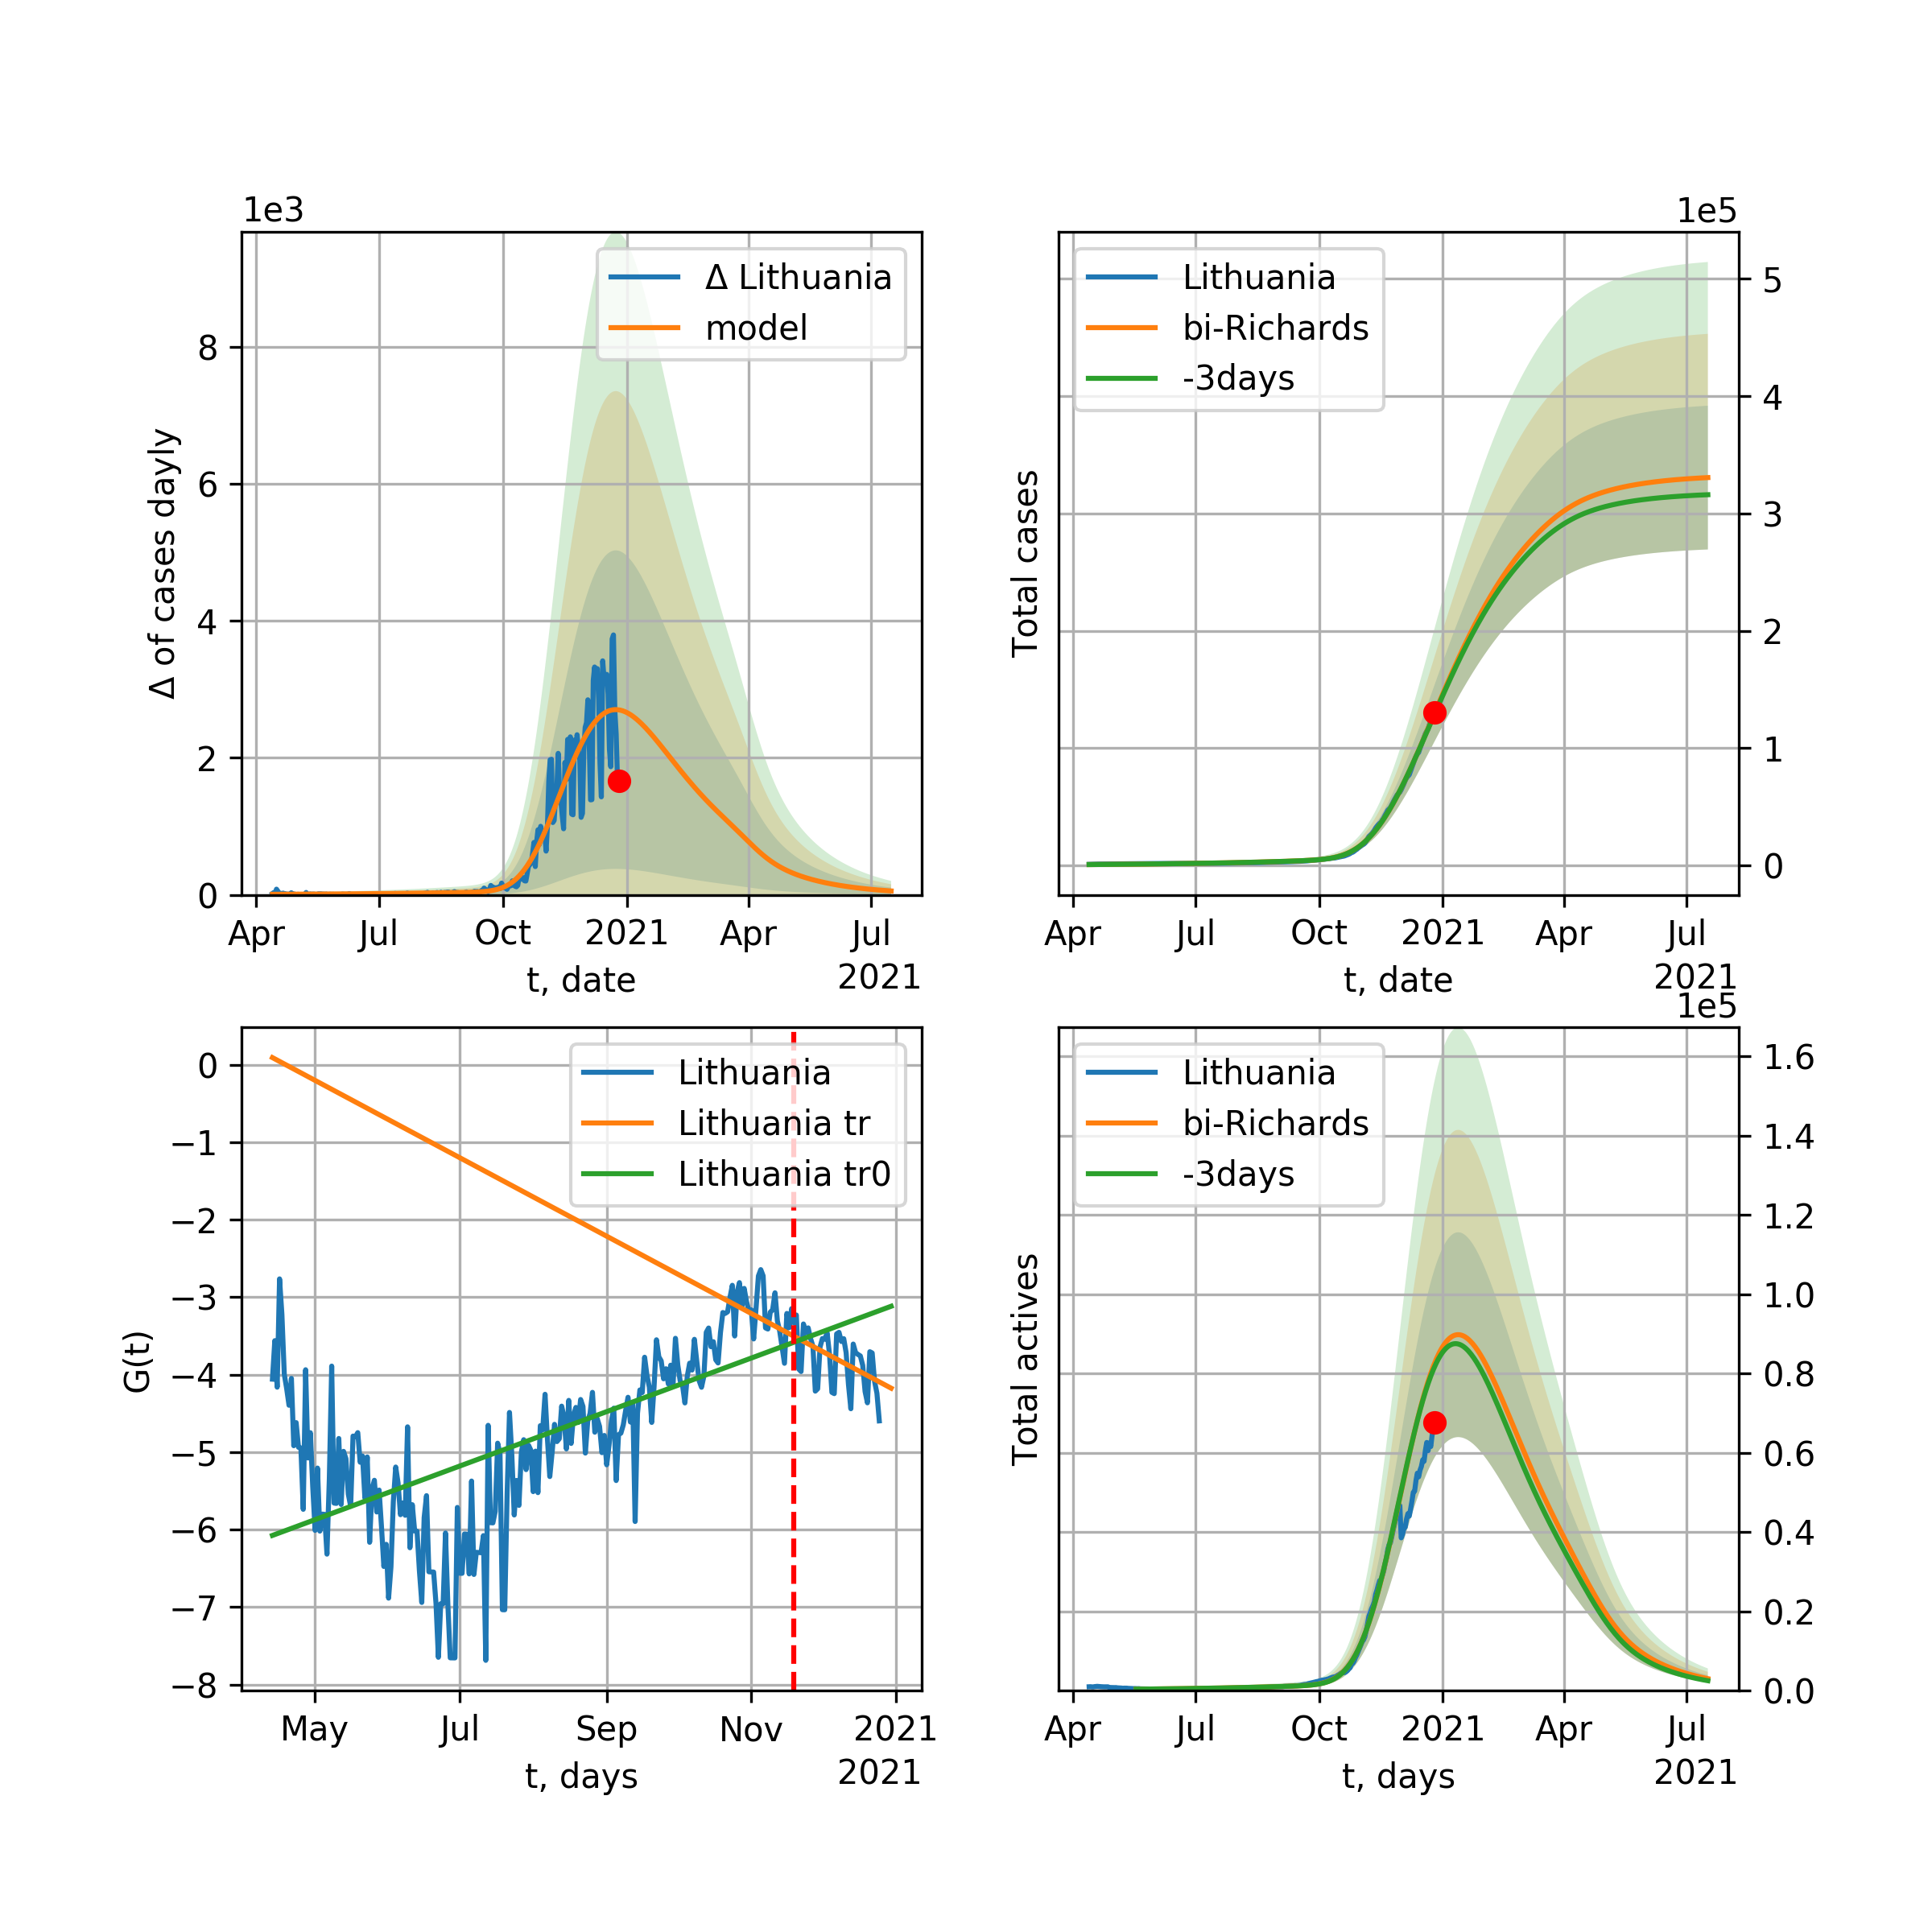 1e3
Δ of cases dayly
8
6
4
2
0
Δ Lithuania
model
Apr Jul Oct 2021 Apr Jul
t, date 2021
1e5
Total cases
Lithuania
bi-Richards
-3days
5
4
3
2
1
0
Apr Jul Oct 2021 Apr Jul
t, date 2021
G(t)
0
−1
−2
−3
−4
−5
−6
−7
−8
Lithuania
Lithuania tr
Lithuania tr0
May Jul Sep Nov 2021
t, days 2021
1e5
Total actives
Lithuania
bi-Richards
-3days
1.6
1.4
1.2
1.0
0.8
0.6
0.4
0.2
0.0
Apr Jul Oct 2021 Apr Jul
t, days 2021